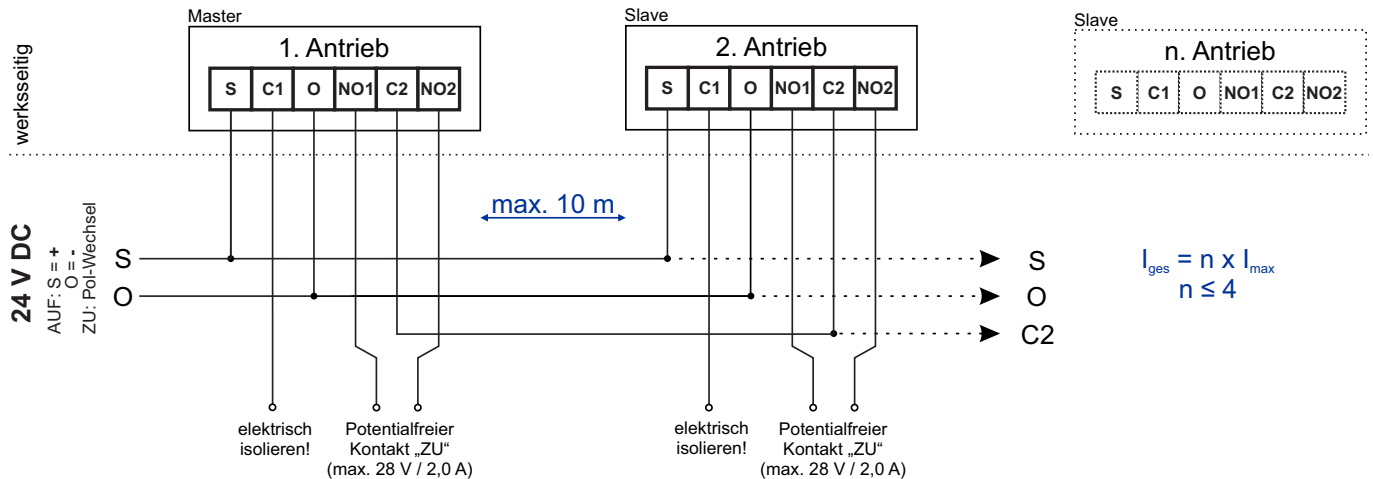 Master
Slave
Slave
werksseitig
1. Antrieb
2. Antrieb
n. Antrieb
S C1 O NO1 C2 NO2
S C1 O NO1 C2 NO2
S C1 O NO1 C2 NO2
24 V DC
AUF: S = +
O = -
ZU: Pol-Wechsel
max. 10 m
S
S
O
O
C2
Iges = n x Imax
n ≤ 4
elektrisch
isolieren!
Potentialfreier
Kontakt „ZU“
(max. 28 V / 2,0 A)
elektrisch
isolieren!
Potentialfreier
Kontakt „ZU“
(max. 28 V / 2,0 A)